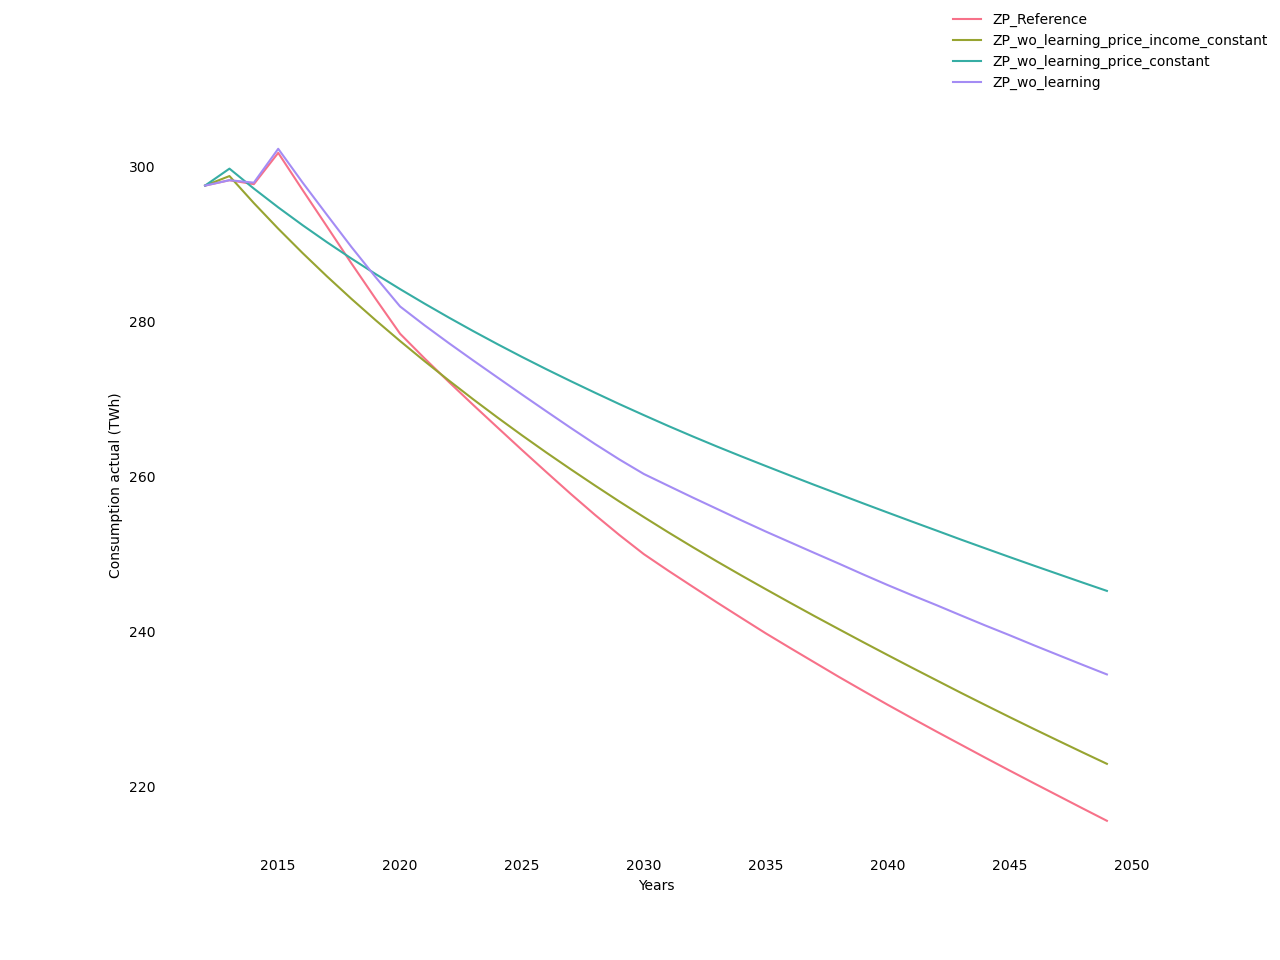 ZP_Reference
ZP_wo_learning_price_income_constant
ZP_wo_learning_price_constant
ZP_wo_learning
300
280
260
240
220
Consumption actual (TWh)
2015 2020 2025 2030 2035 2040 2045 2050
Years